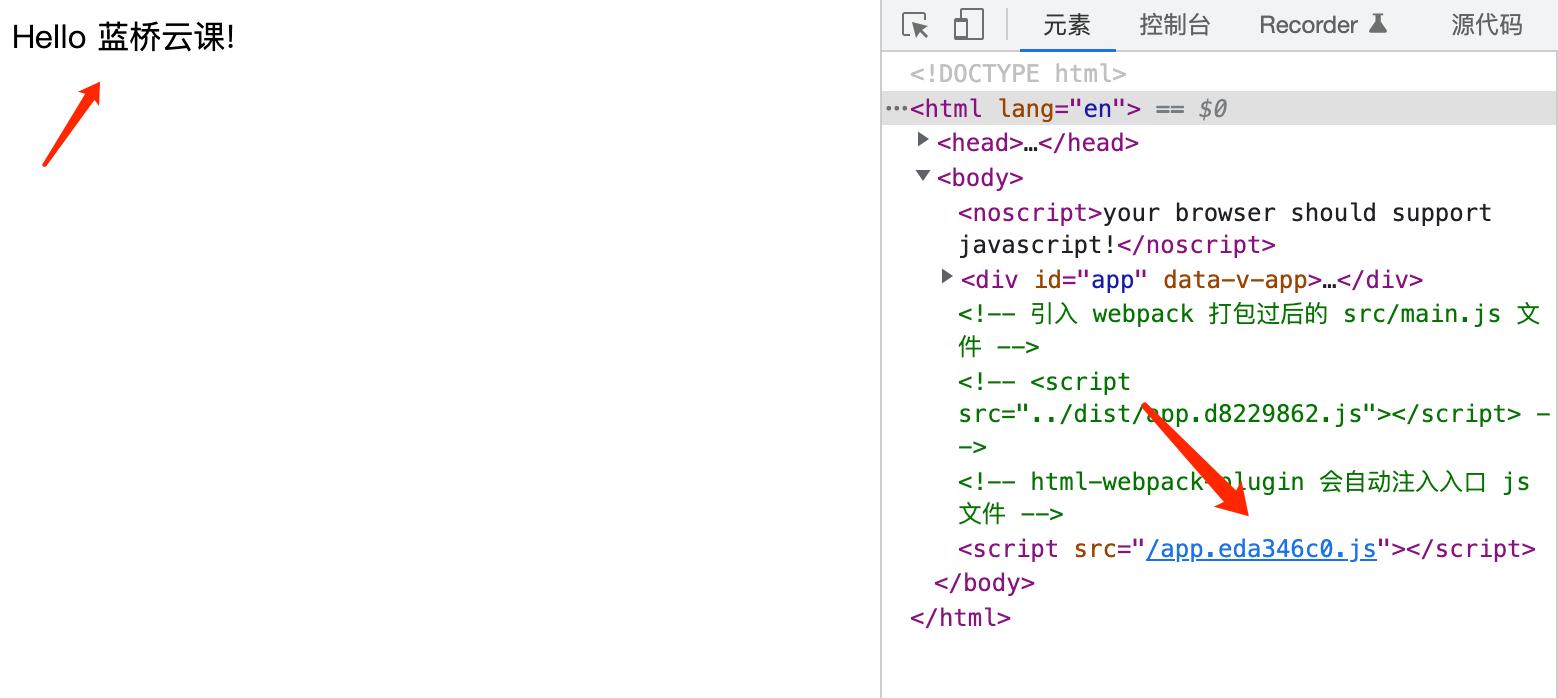 Hello 蓝桥云课!
元素 控制台 Recorder 源代码
<!DOCTYPE html>
···<html lang="en"> == $0
<head>…</head>
<body>
<noscript>your browser should support
javascript!</noscript>
<div id="app" data-v-app>…</div>
<!-- 引入 webpack 打包过后的 src/main.js 文
件 -->
<!-- <script
src="../dist/app.d8229862.js"></script> -
->
<!-- html-webpack-plugin 会自动注入入口 js
文件 -->
<script src="/app.eda346c0.js"></script>
</body>
</html>